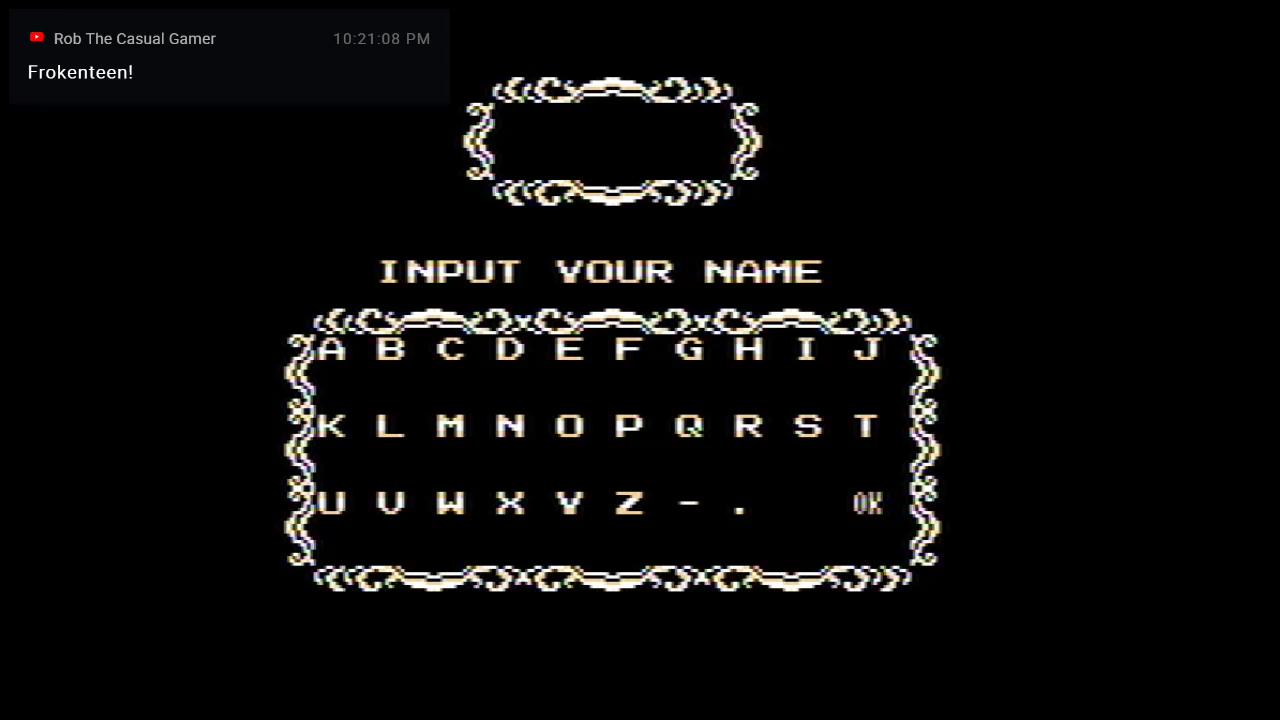 Rob The Casual Gamer 10:21:08 PM
Frokenteen!
INPUT YOUR NAME
A B C D E F G H I J
K L M N O P Q R S T
U V W X Y Z - . OK